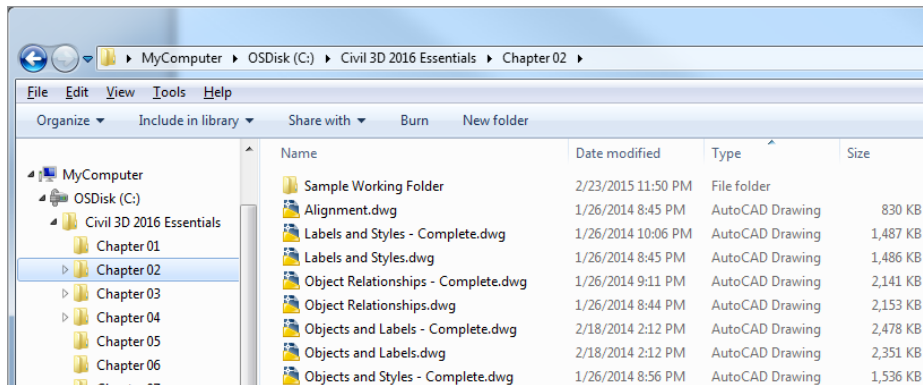 MyComputer OSDisk (C:) Civil 3D 2016 Essentials Chapter 02
File Edit View Tools Help
Organize Include in library Share with Burn New folder
Name Date modified Type Size
MyComputer
OSDisk (C:)
Civil 3D 2016 Essentials
Chapter 01
Chapter 02
Chapter 03
Chapter 04
Chapter 05
Chapter 06
Sample Working Folder 2/23/2015 11:50 PM File folder
Alignment.dwg 1/26/2014 8:45 PM AutoCAD Drawing 830 KB
Labels and Styles - Complete.dwg 1/26/2014 10:06 PM AutoCAD Drawing 1,487 KB
Labels and Styles.dwg 1/26/2014 8:45 PM AutoCAD Drawing 1,486 KB
Object Relationships - Complete.dwg 1/26/2014 9:11 PM AutoCAD Drawing 2,141 KB
Object Relationships.dwg 1/26/2014 8:44 PM AutoCAD Drawing 2,153 KB
Objects and Labels - Complete.dwg 2/18/2014 2:12 PM AutoCAD Drawing 2,478 KB
Objects and Labels.dwg 2/18/2014 2:12 PM AutoCAD Drawing 2,351 KB
Objects and Styles - Complete.dwg 1/26/2014 8:56 PM AutoCAD Drawing 1,536 KB